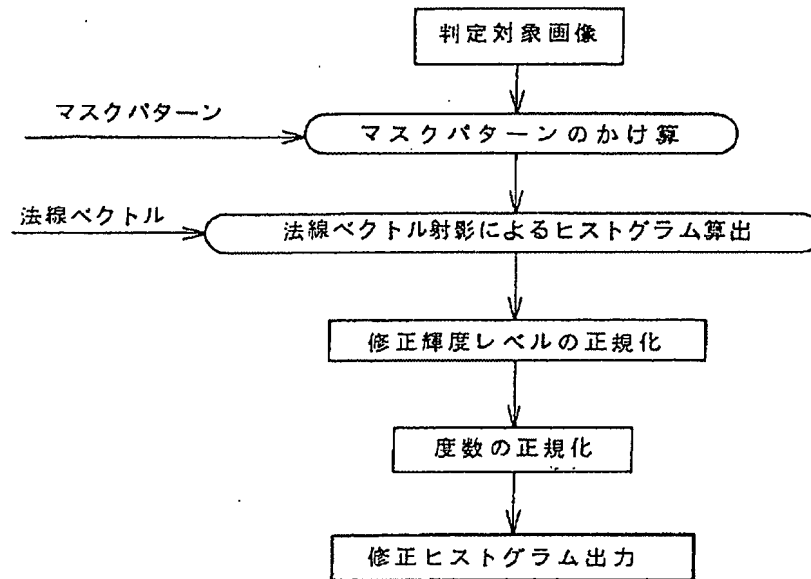 判定対象画像
マスクパターン
マスクパターンのかけ算
法線ベクトル
法線ベクトル射影によるヒストグラム算出
修正輝度レベルの正規化
度数の正規化
修正ヒストグラム出力